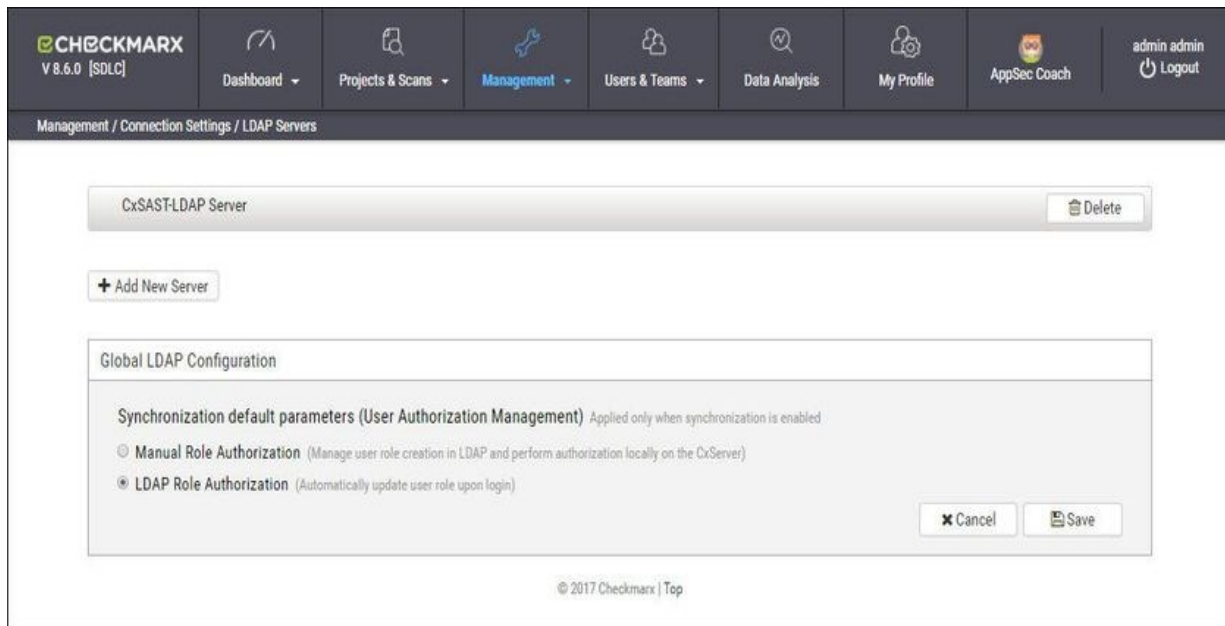 CHECKMARX
V 8.6.0 [SDLC]
Dashboard
Projects & Scans
Management
Users & Teams
Data Analysis
My Profile
AppSec Coach
admin admin
Logout
Management / Connection Settings / LDAP Servers
CxSAST-LDAP Server
Delete
Add New Server
Global LDAP Configuration
Synchronization default parameters (User Authorization Management) Applied only when synchronization is enabled
Manual Role Authorization (Manage user role creation in LDAP and perform authorization locally on the CxServer)
LDAP Role Authorization (Automatically update user role upon login)
Cancel
Save
© 2017 Checkmarx | Top